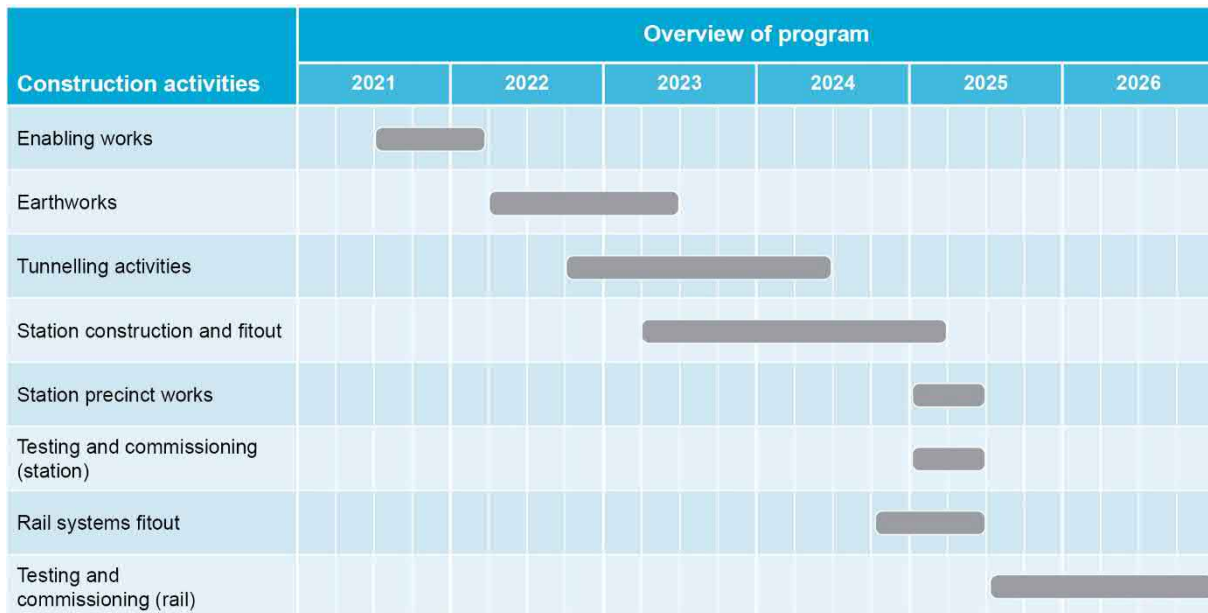 Overview of program
Construction activities
2021 2022 2023 2024 2025 2026
Enabling works
Earthworks
Tunnelling activities
Station construction and fitout
Station precinct works
Testing and commissioning
(station)
Rail systems fitout
Testing and
commissioning (rail)